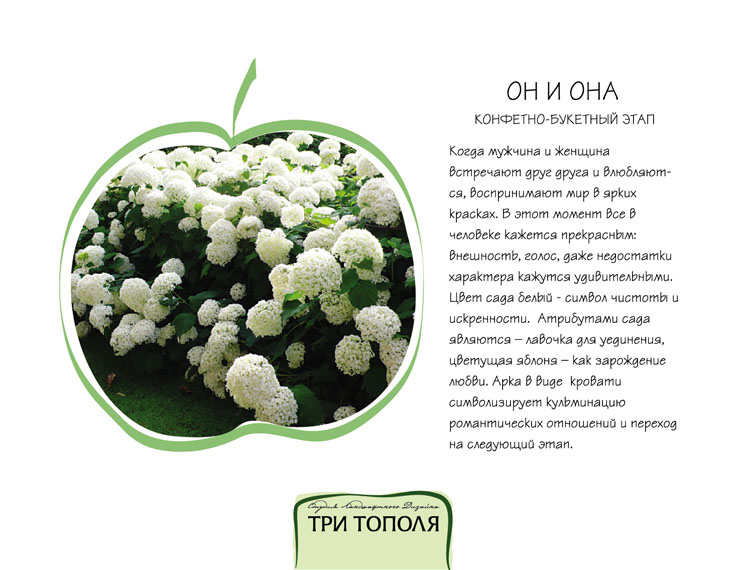 ОН И ОНА
КОНФЕТНО-БУКЕТНЫЙ ЭТАП
Когда мужчина и женщина
встречают друг друга и влюбляют-
ся, воспринимают мир в ярких
красках. В этот момент все в
человеке кажется прекрасным:
внешность, голос, даже недостатки
характера кажутся удивительными.
Цвет сада белый - символ чистоты и
искренности.  Атрибутами сада
являются – лавочка для уединения,
цветущая яблоня – как зарождение
любви. Арка в виде  кровати
символизирует кульминацию
романтических отношений и переход
на следующий этап.
Студия Ландшафтного Дизайна
ТРИ ТОПОЛЯ